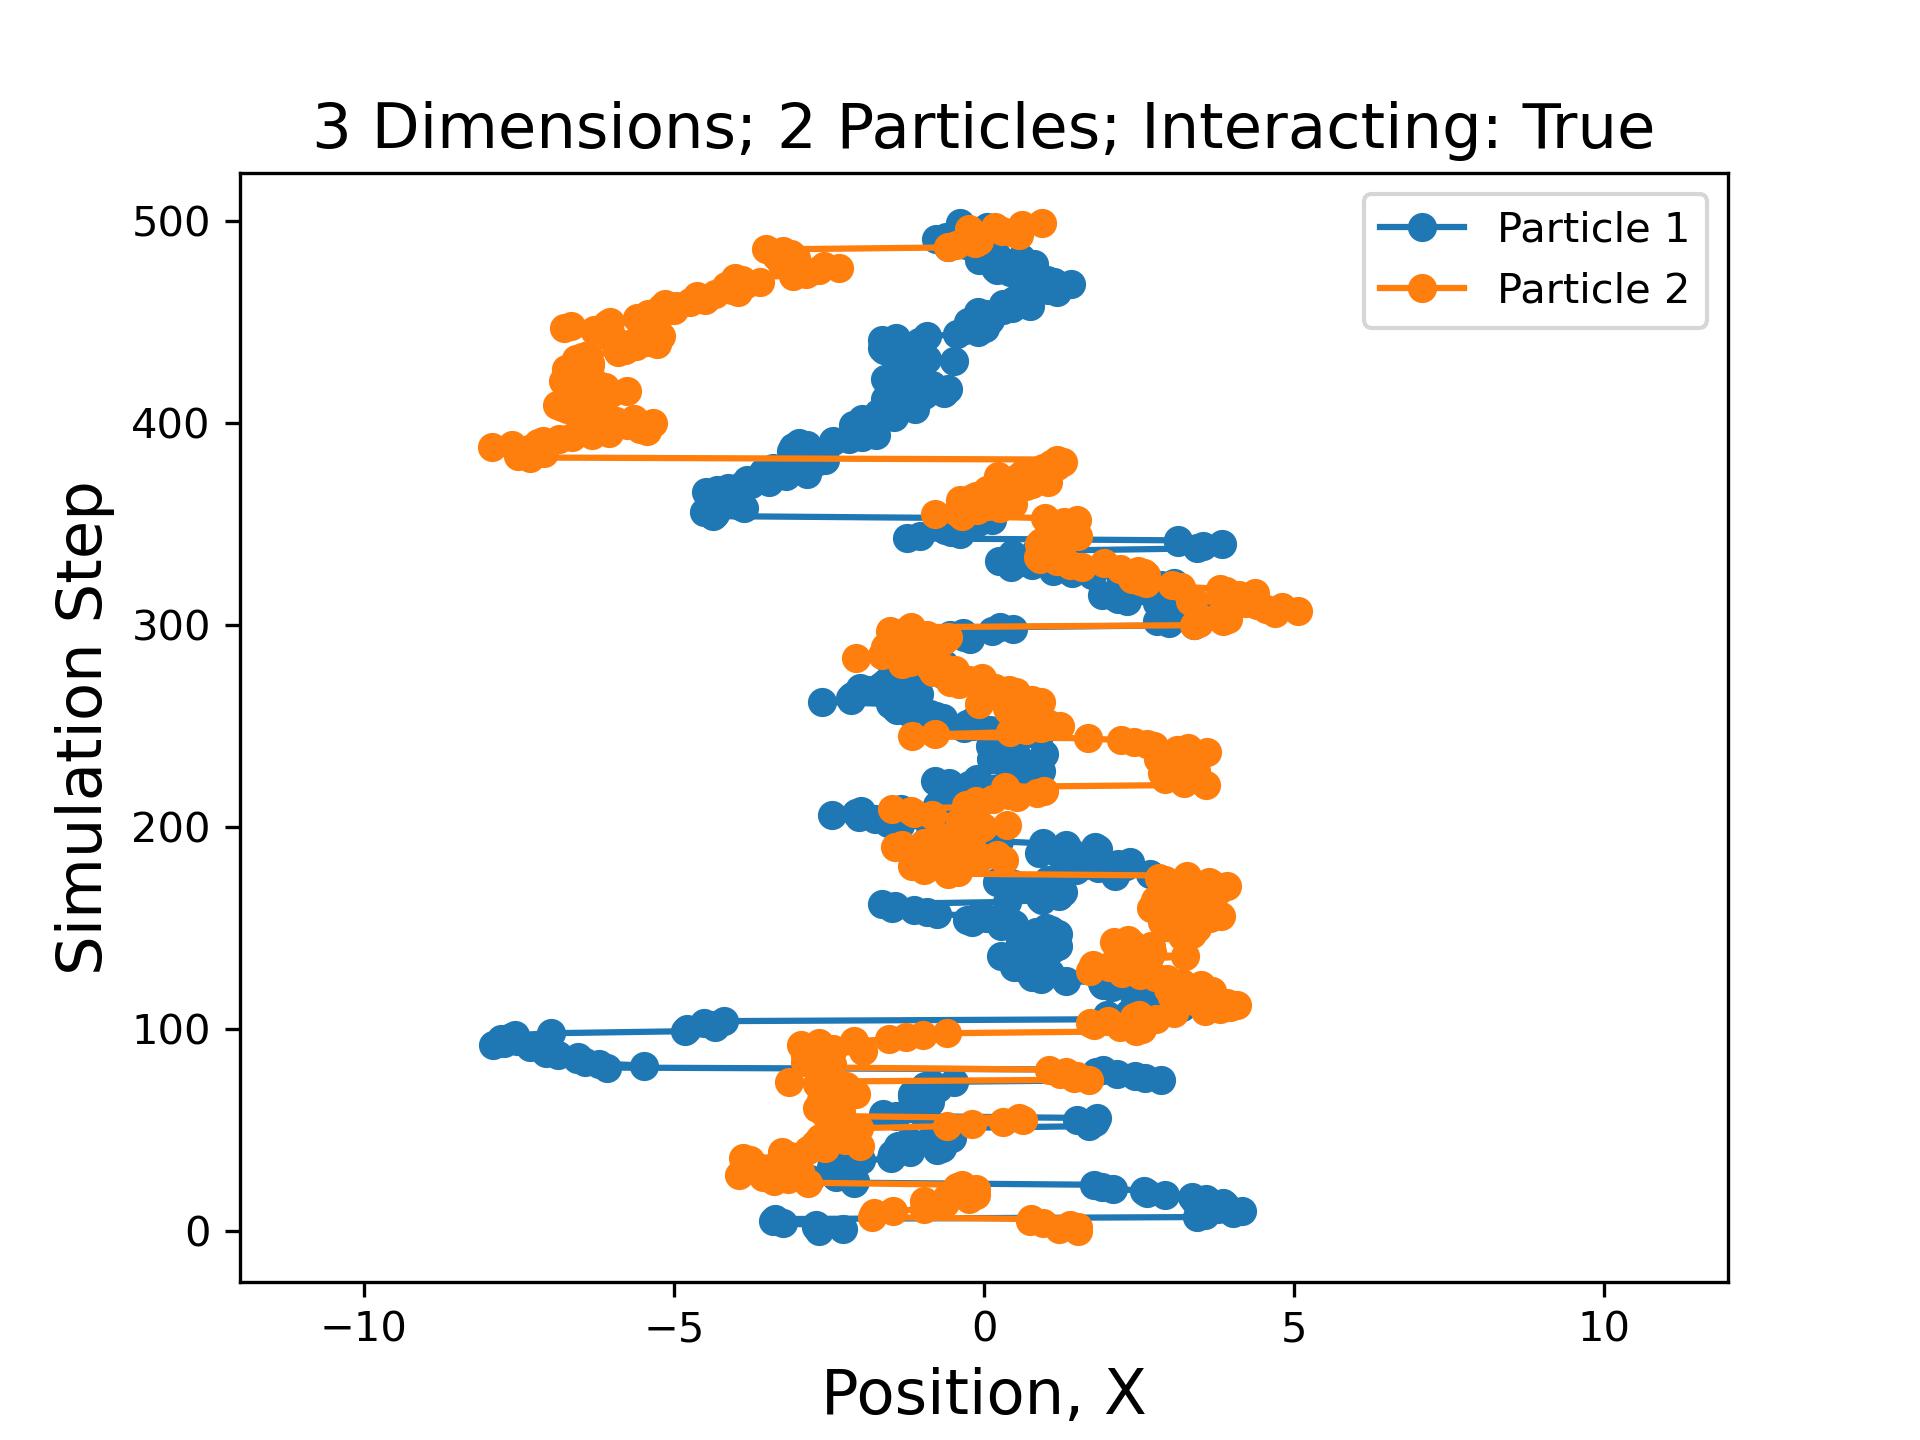 3 Dimensions; 2 Particles; Interacting: True
Particle 1
Particle 2
Simulation Step
500
400
300
200
100
0
−10
−5
0
5
10
Position, X